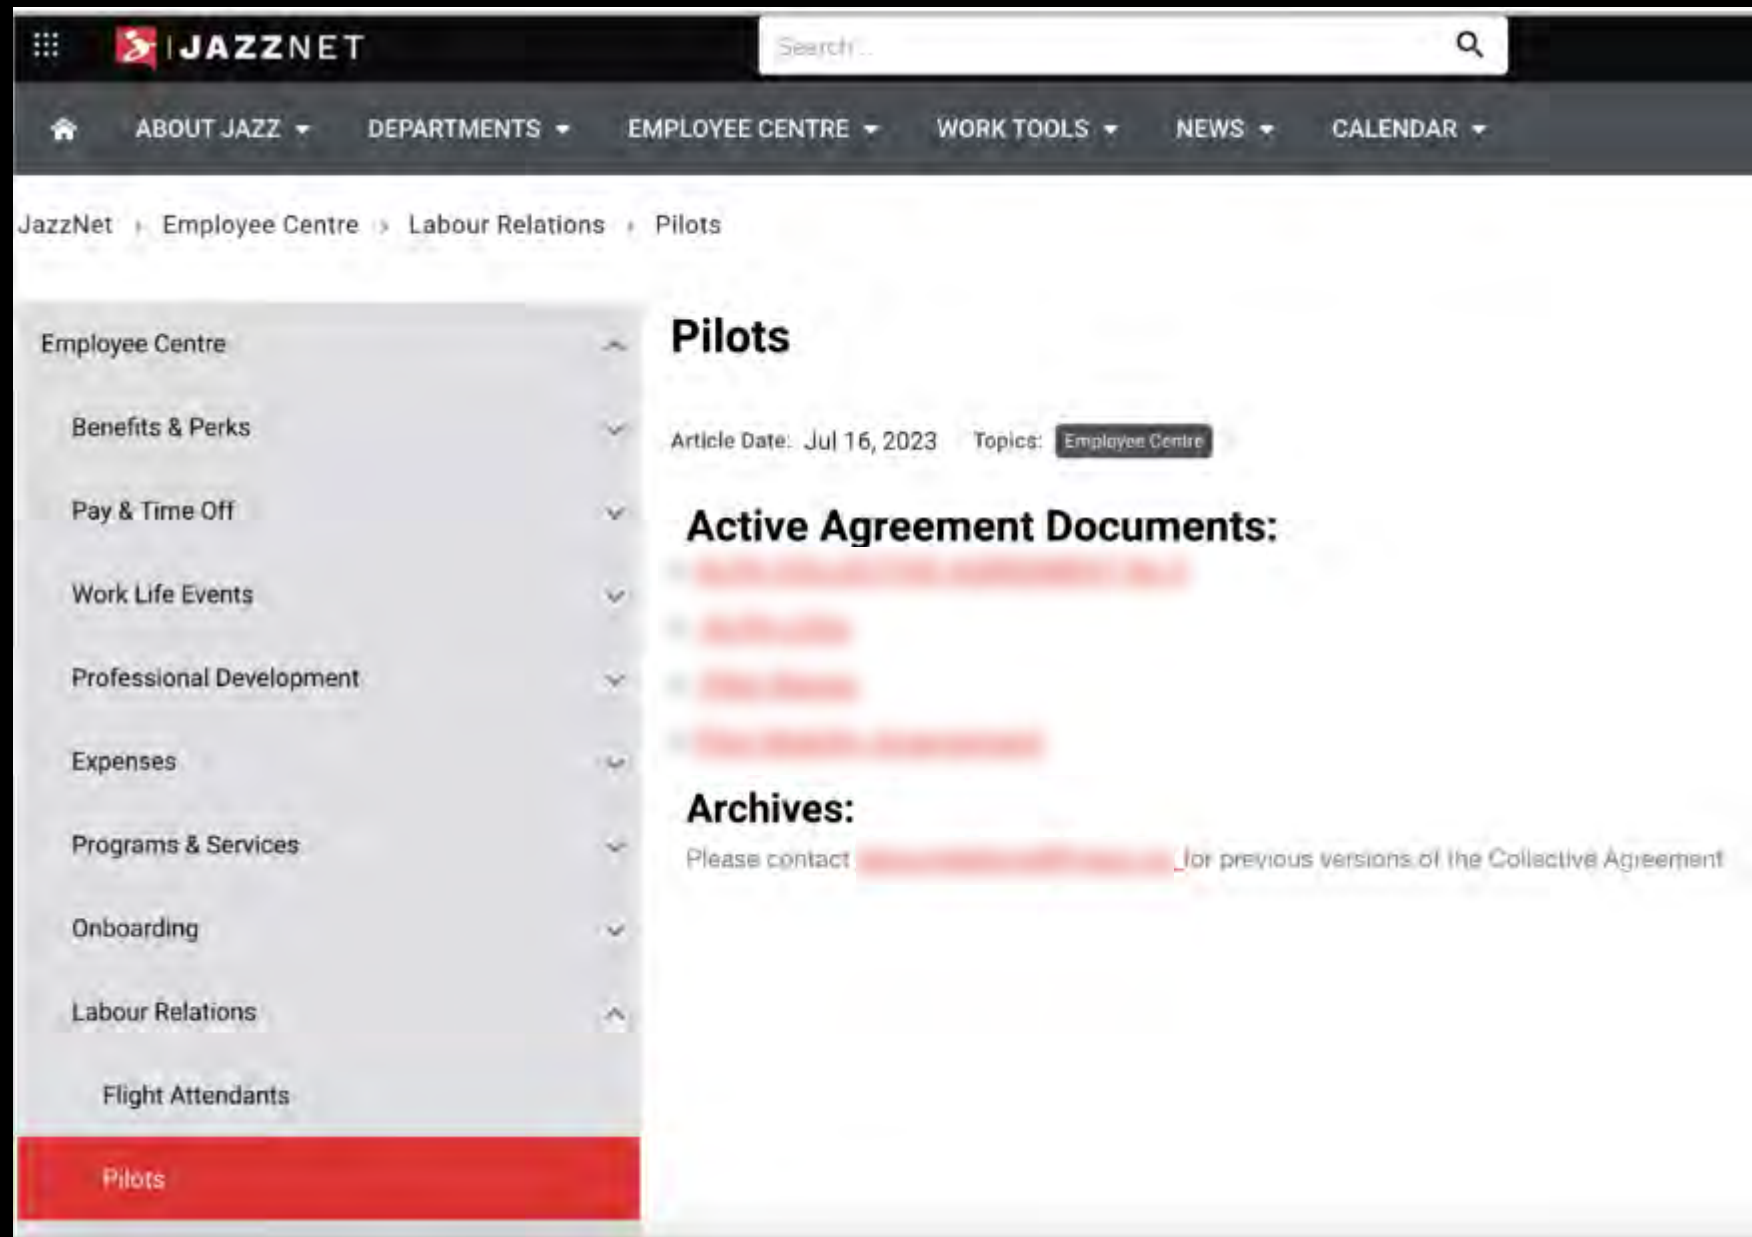 JAZZNET
Search...
ABOUT JAZZ DEPARTMENTS EMPLOYEE CENTRE WORK TOOLS NEWS CALENDAR
JazzNet › Employee Centre › Labour Relations › Pilots
Employee Centre
Benefits & Perks
Pay & Time Off
Work Life Events
Professional Development
Expenses
Programs & Services
Onboarding
Labour Relations
Flight Attendants
Pilots
Pilots
Article Date: Jul 16, 2023 Topics: Employee Centre
Active Agreement Documents:
Archives:
Please contact for previous versions of the Collective Agreement